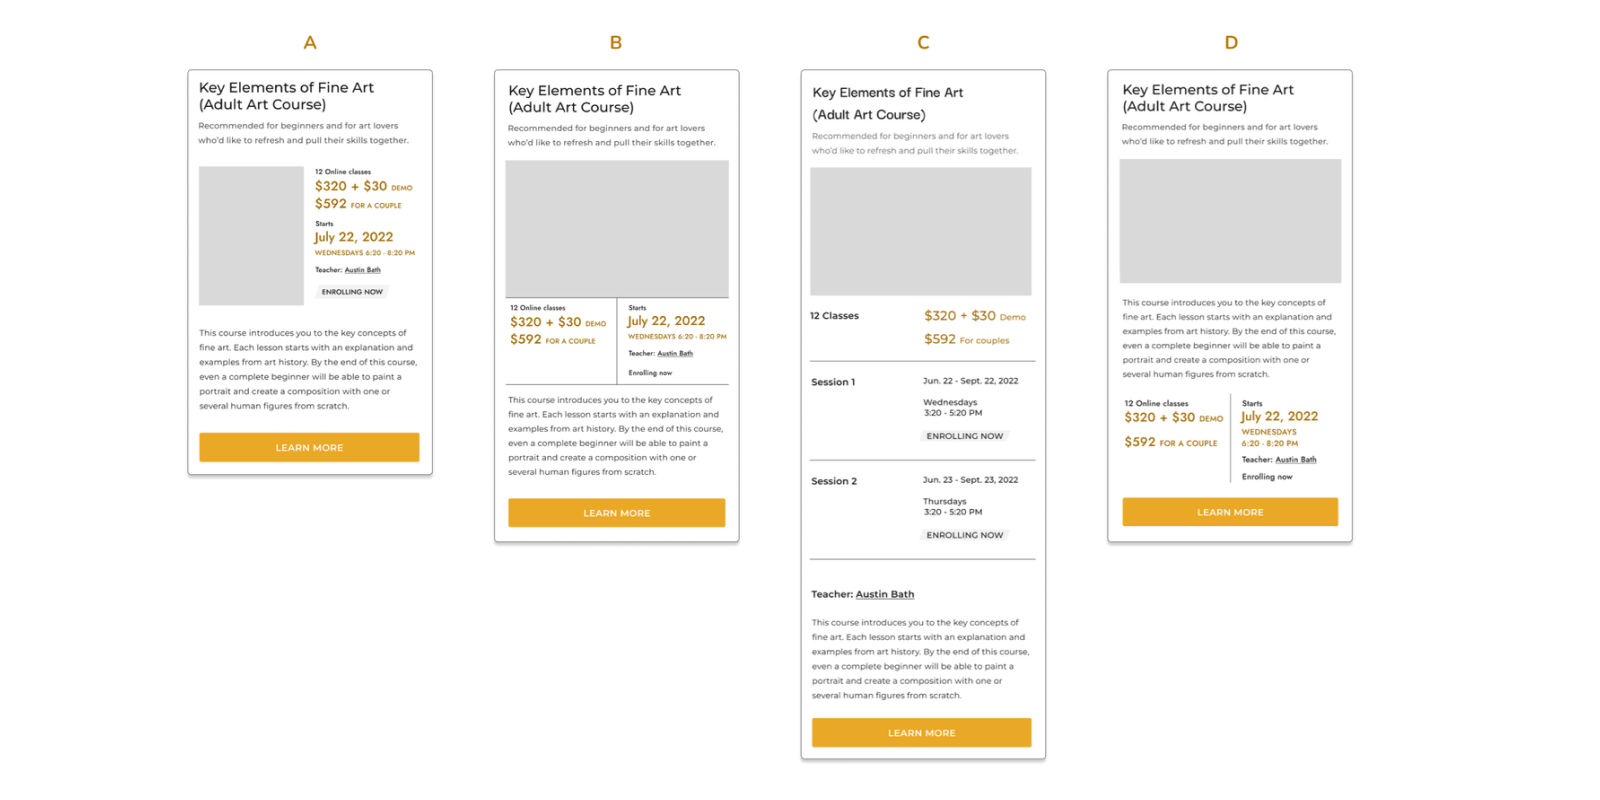 A
Key Elements of Fine Art
(Adult Art Course)
Recommended for beginners and for art lovers
who'd like to refresh and pull their skills together.
12 Online classes
$320 + $30 DEMO
$592 FOR A COUPLE
Starts
July 22, 2022
WEDNESDAYS 6:20 - 8:20 PM
Teacher: Austin Bath
ENROLLING NOW
This course introduces you to the key concepts of
fine art. Each lesson starts with an explanation and
examples from art history. By the end of this course,
even a complete beginner will be able to paint a
portrait and create a composition with one or
several human figures from scratch.
LEARN MORE
B
Key Elements of Fine Art
(Adult Art Course)
Recommended for beginners and for art lovers
who'd like to refresh and pull their skills together.
12 Online classes
$320 + $30 DEMO
$592 FOR A COUPLE
Starts
July 22, 2022
WEDNESDAYS 6:20 - 8:20 PM
Teacher: Austin Bath
Enrolling now
This course introduces you to the key concepts of
fine art. Each lesson starts with an explanation and
examples from art history. By the end of this course,
even a complete beginner will be able to paint a
portrait and create a composition with one or
several human figures from scratch.
LEARN MORE
C
Key Elements of Fine Art
(Adult Art Course)
Recommended for beginners and for art lovers
who'd like to refresh and pull their skills together.
12 Classes
$320 + $30 Demo
$592 For couples
Session 1
Jun. 22 - Sept. 22, 2022
Wednesdays
3:20 - 5:20 PM
ENROLLING NOW
Session 2
Jun. 23 - Sept. 23, 2022
Thursdays
3:20 - 5:20 PM
ENROLLING NOW
Teacher: Austin Bath
This course introduces you to the key concepts of
fine art. Each lesson starts with an explanation and
examples from art history. By the end of this course,
even a complete beginner will be able to paint a
portrait and create a composition with one or
several human figures from scratch.
LEARN MORE
D
Key Elements of Fine Art
(Adult Art Course)
Recommended for beginners and for art lovers
who'd like to refresh and pull their skills together.
This course introduces you to the key concepts of
fine art. Each lesson starts with an explanation and
examples from art history. By the end of this course,
even a complete beginner will be able to paint a
portrait and create a composition with one or
several human figures from scratch.
12 Online classes
$320 + $30 DEMO
$592 FOR A COUPLE
Starts
July 22, 2022
WEDNESDAYS
6:20 - 8:20 PM
Teacher: Austin Bath
Enrolling now
LEARN MORE